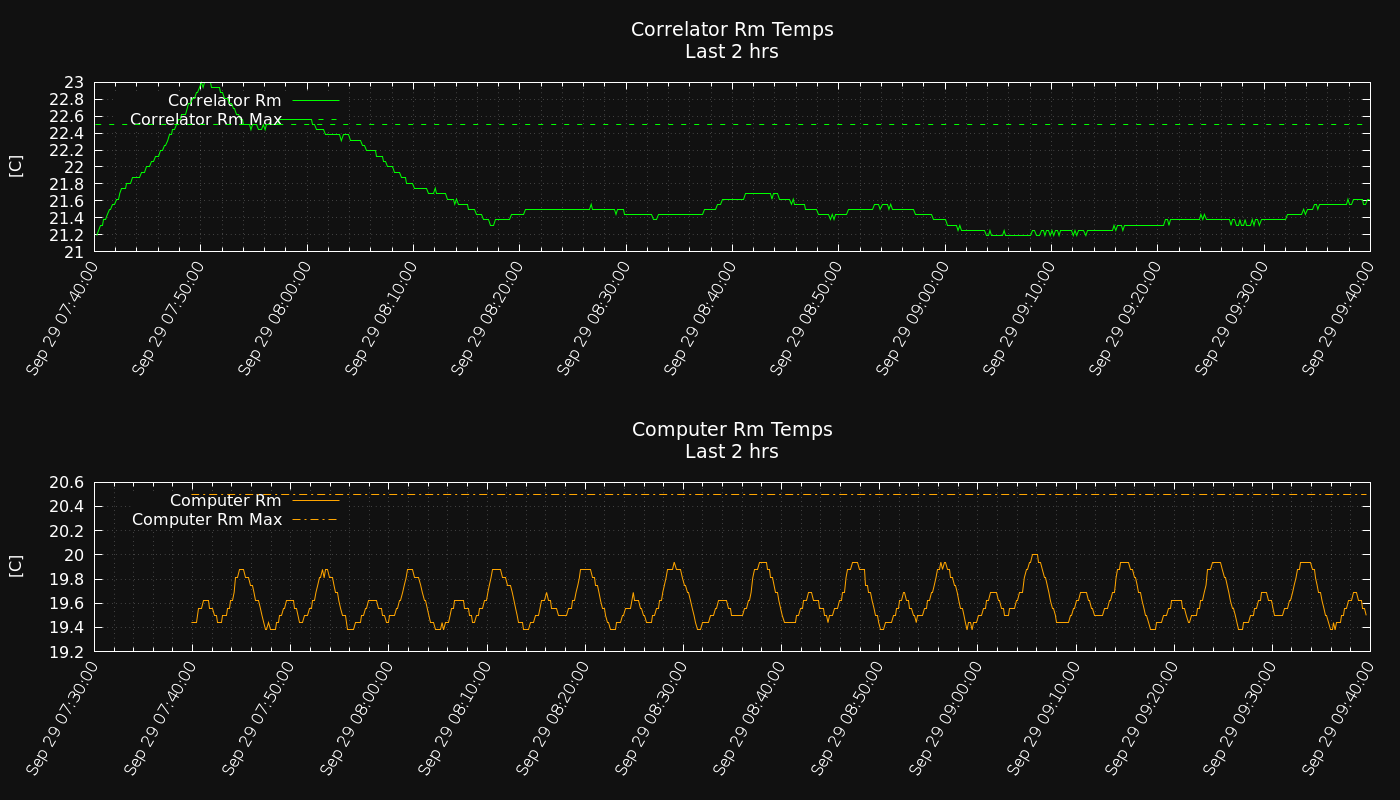 Correlator Rm Temps
Last 2 hrs
23
22.8
22.6
22.4
22.2
22
21.8
21.6
21.4
21.2
21
[C]
Correlator Rm
Correlator Rm Max
Sep 29 07:40:00
Sep 29 07:50:00
Sep 29 08:00:00
Sep 29 08:10:00
Sep 29 08:20:00
Sep 29 08:30:00
Sep 29 08:40:00
Sep 29 08:50:00
Sep 29 09:00:00
Sep 29 09:10:00
Sep 29 09:20:00
Sep 29 09:30:00
Sep 29 09:40:00
Computer Rm Temps
Last 2 hrs
20.6
20.4
20.2
20
19.8
19.6
19.4
19.2
[C]
Computer Rm
Computer Rm Max
Sep 29 07:30:00
Sep 29 07:40:00
Sep 29 07:50:00
Sep 29 08:00:00
Sep 29 08:10:00
Sep 29 08:20:00
Sep 29 08:30:00
Sep 29 08:40:00
Sep 29 08:50:00
Sep 29 09:00:00
Sep 29 09:10:00
Sep 29 09:20:00
Sep 29 09:30:00
Sep 29 09:40:00